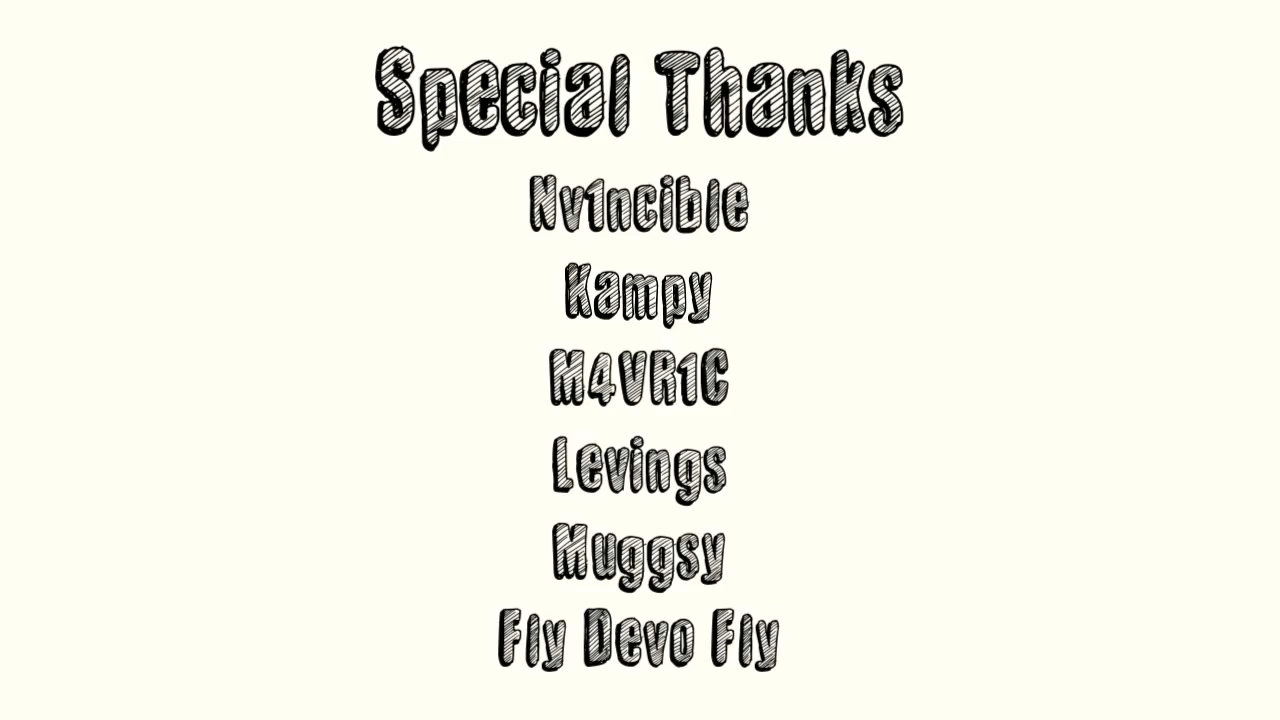 Special Thanks
Nv1ncible
Kampy
M4VR1C
Levings
Muggsy
Fly Devo Fly